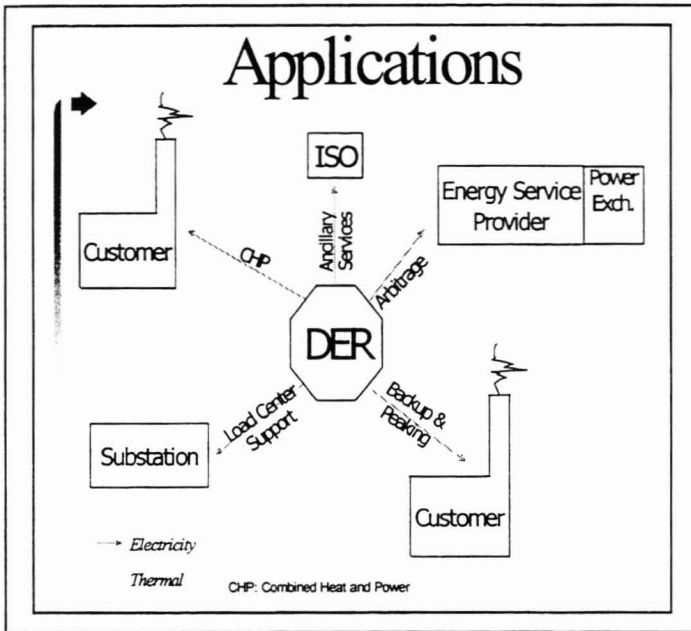 Applications
ISO
Energy Service
Provider
Power
Exch.
Customer
CHP
Ancillary
Services
Arbitrage
DER
Load Center
Support
Backup &
Peaking
Substation
Customer
Electricity
Thermal
CHP: Combined Heat and Power